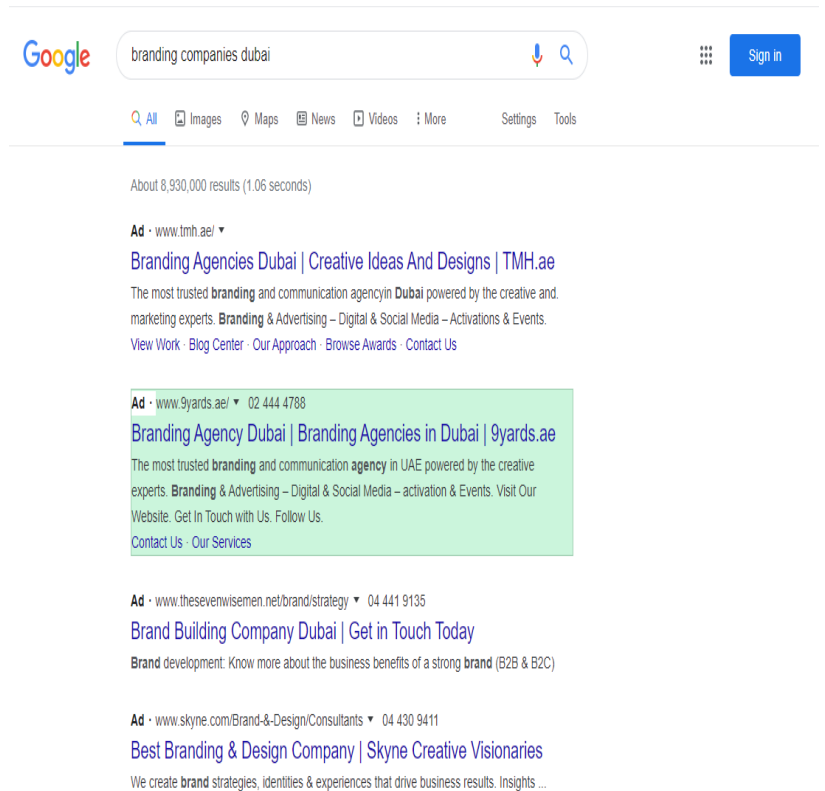 Google
branding companies dubai
Sign in
All Images Maps News Videos More Settings Tools
About 8,930,000 results (1.06 seconds)
Ad · www.tmh.ae/
Branding Agencies Dubai | Creative Ideas And Designs | TMH.ae
The most trusted branding and communication agencyin Dubai powered by the creative and.
marketing experts. Branding & Advertising – Digital & Social Media – Activations & Events.
View Work · Blog Center · Our Approach · Browse Awards · Contact Us
Ad · www.9yards.ae/ 02 444 4788
Branding Agency Dubai | Branding Agencies in Dubai | 9yards.ae
The most trusted branding and communication agency in UAE powered by the creative
experts. Branding & Advertising – Digital & Social Media – activation & Events. Visit Our
Website. Get In Touch with Us. Follow Us.
Contact Us · Our Services
Ad · www.thesevenwisemen.net/brand/strategy 04 441 9135
Brand Building Company Dubai | Get in Touch Today
Brand development: Know more about the business benefits of a strong brand (B2B & B2C)
Ad · www.skyne.com/Brand-&-Design/Consultants 04 430 9411
Best Branding & Design Company | Skyne Creative Visionaries
We create brand strategies, identities & experiences that drive business results. Insights ...